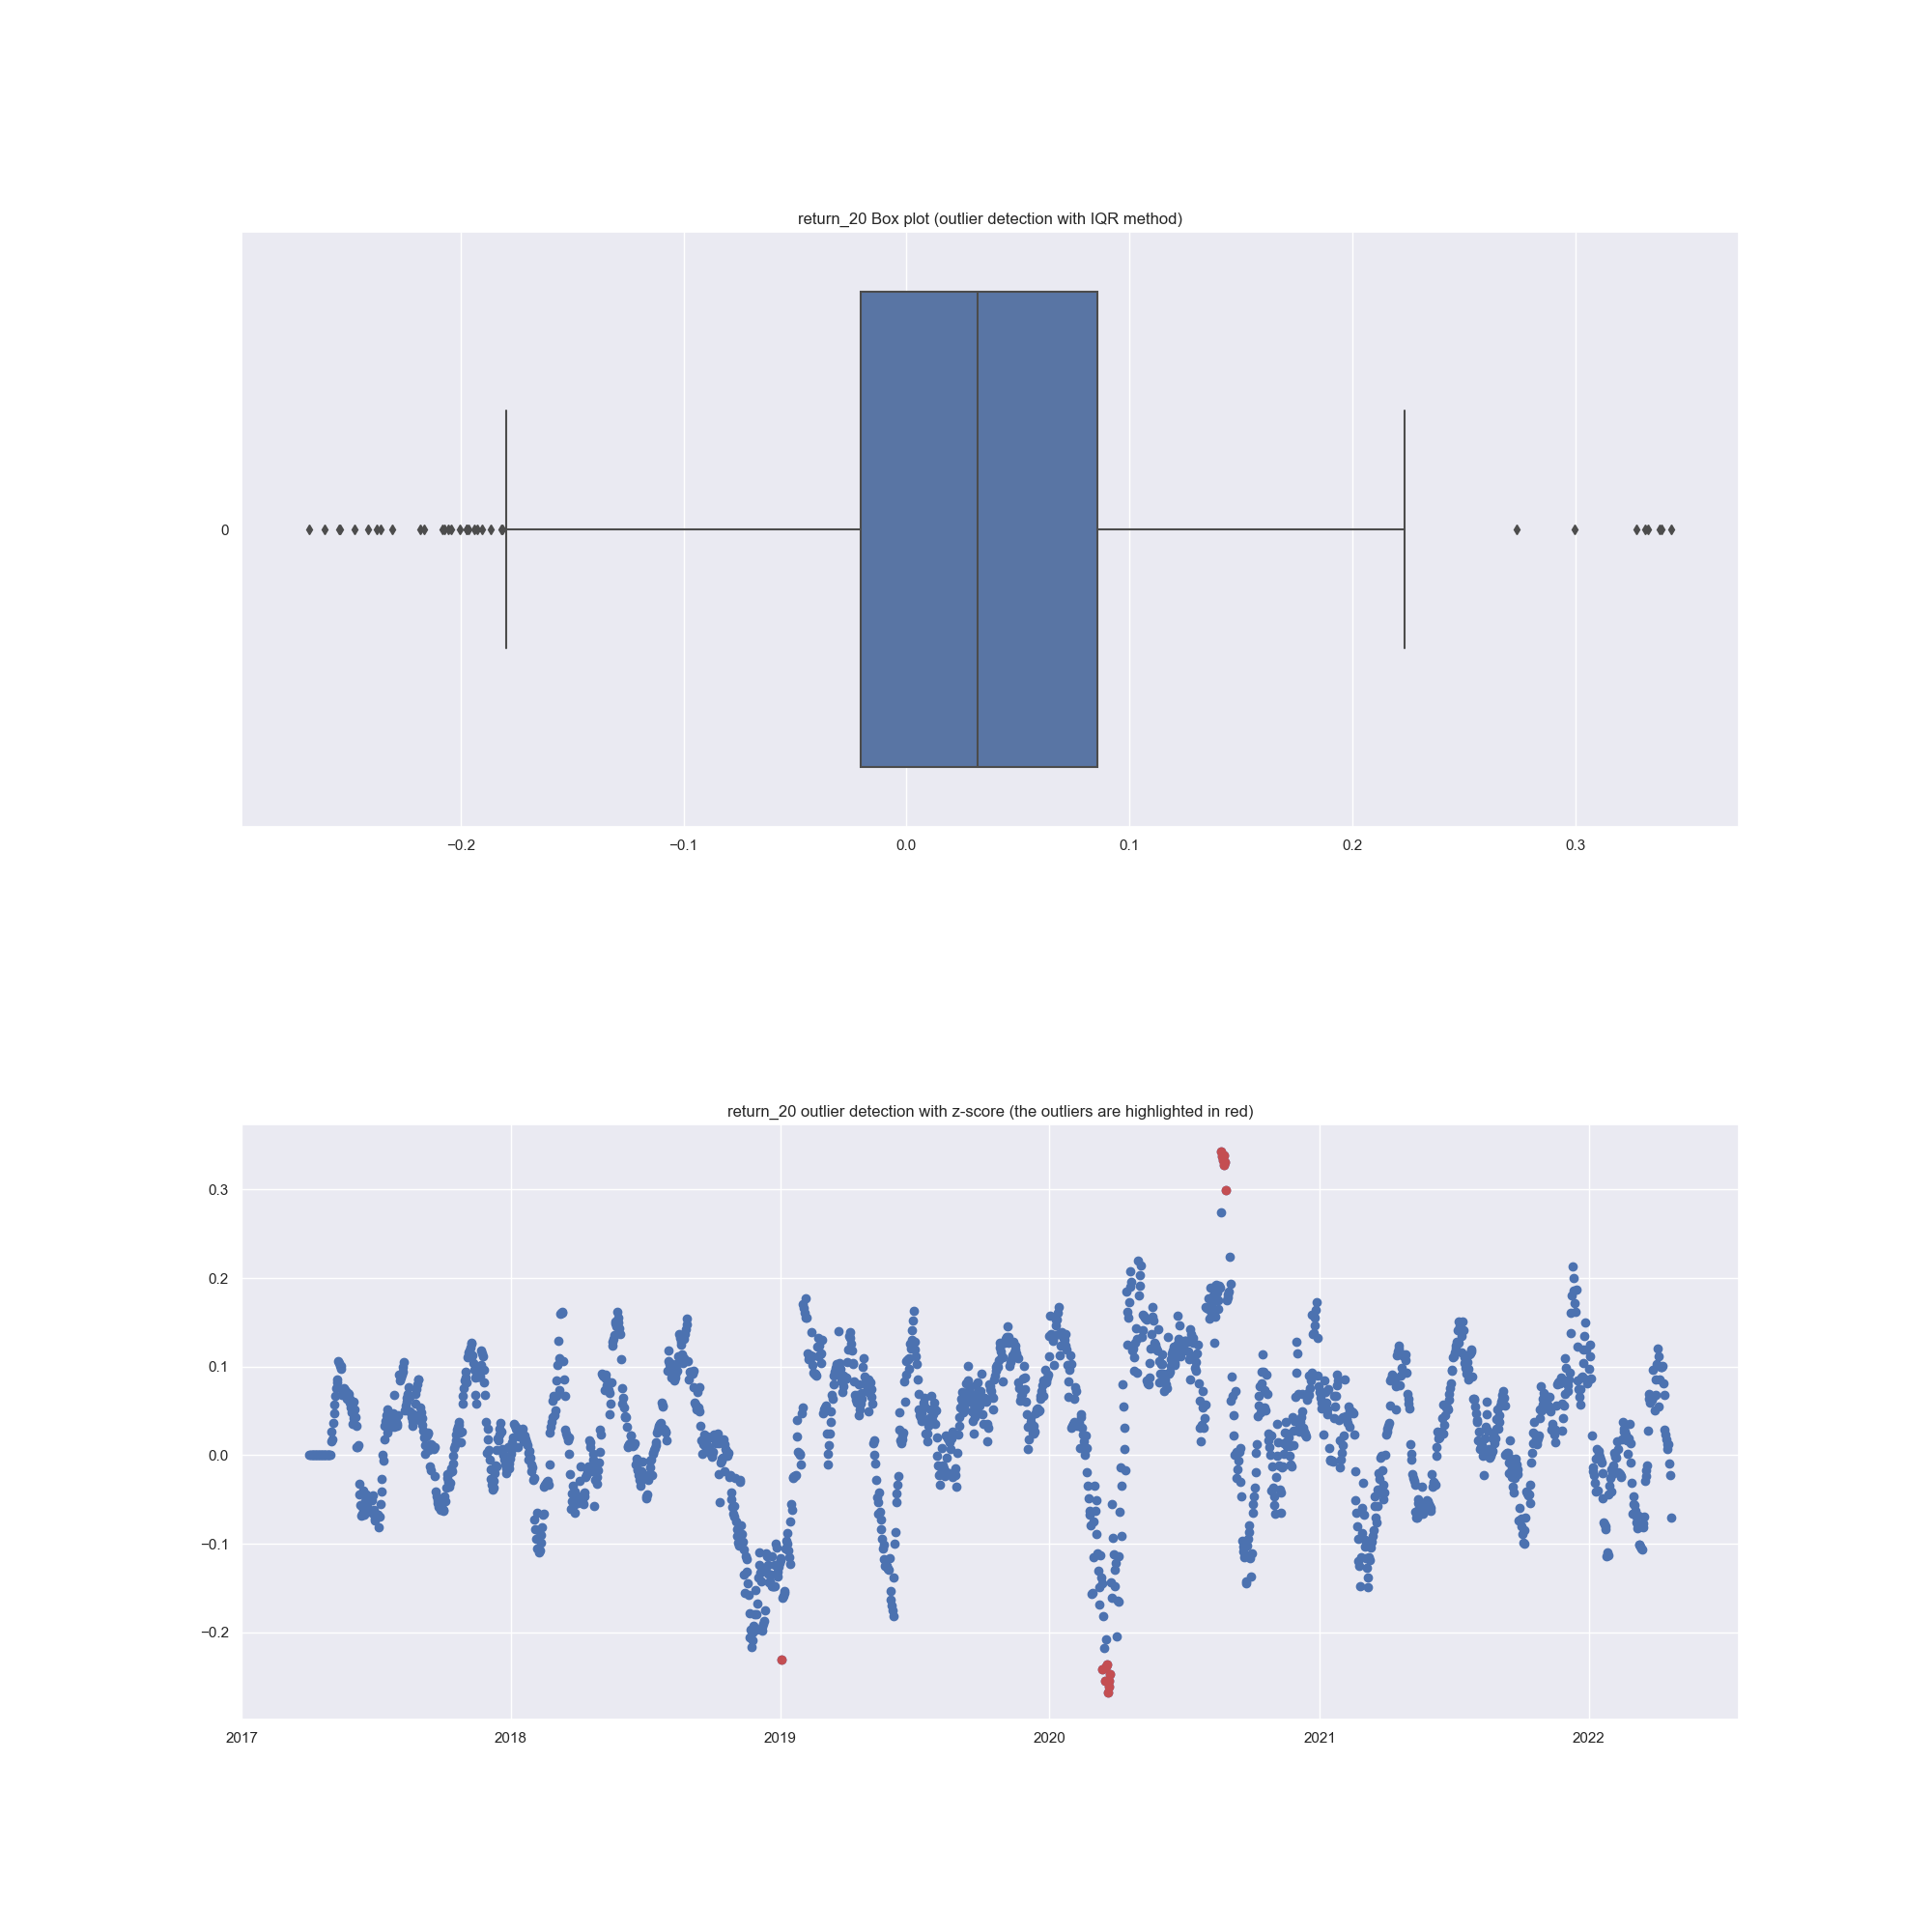 return_20 Box plot (outlier detection with IQR method)
0
−0.2 −0.1 0.0 0.1 0.2 0.3
return_20 outlier detection with z-score (the outliers are highlighted in red)
0.3
0.2
0.1
0.0
−0.1
−0.2
2017 2018 2019 2020 2021 2022